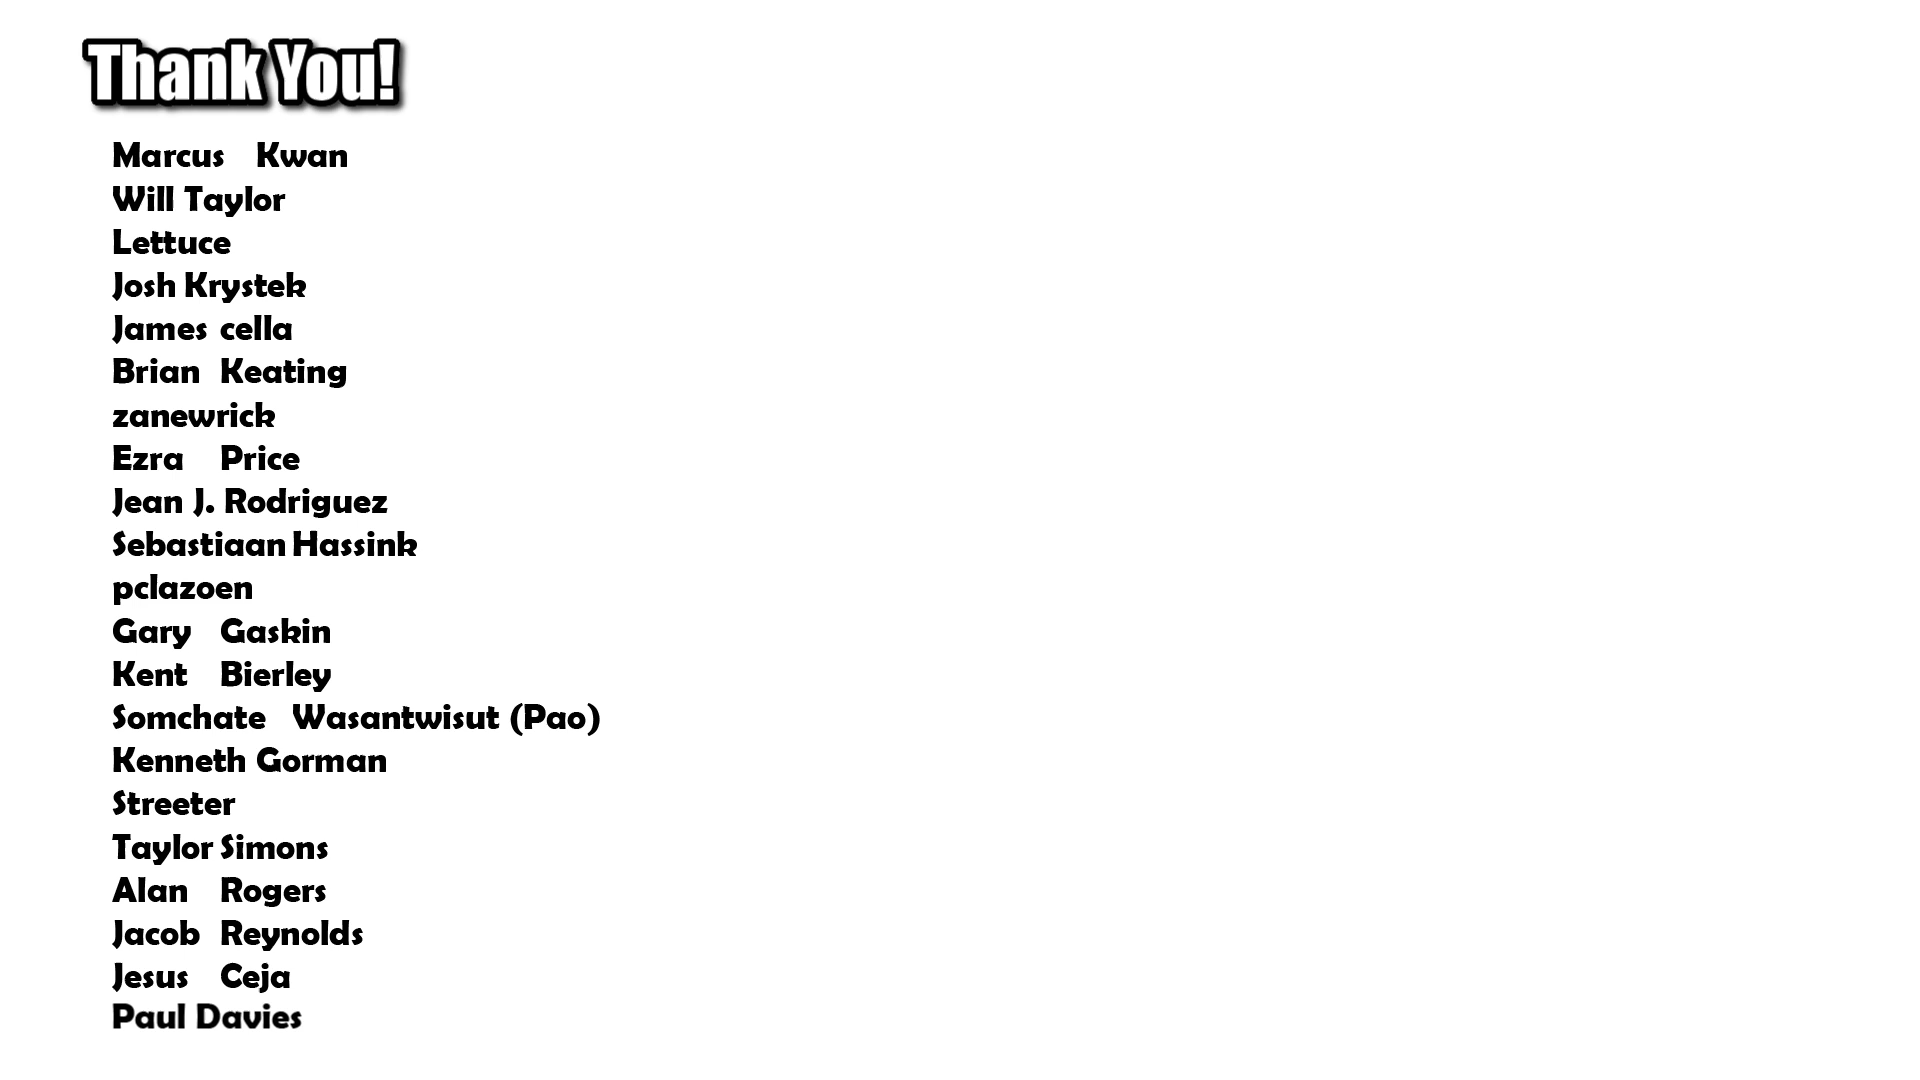 Thank You!
Marcus Kwan
Will Taylor
Lettuce
Josh Krystek
James cella
Brian Keating
zanewrick
Ezra Price
Jean J. Rodriguez
Sebastiaan Hassink
pclazoen
Gary Gaskin
Kent Bierley
Somchate Wasantwisut (Pao)
Kenneth Gorman
Streeter
Taylor Simons
Alan Rogers
Jacob Reynolds
Jesus Ceja
Paul Davies